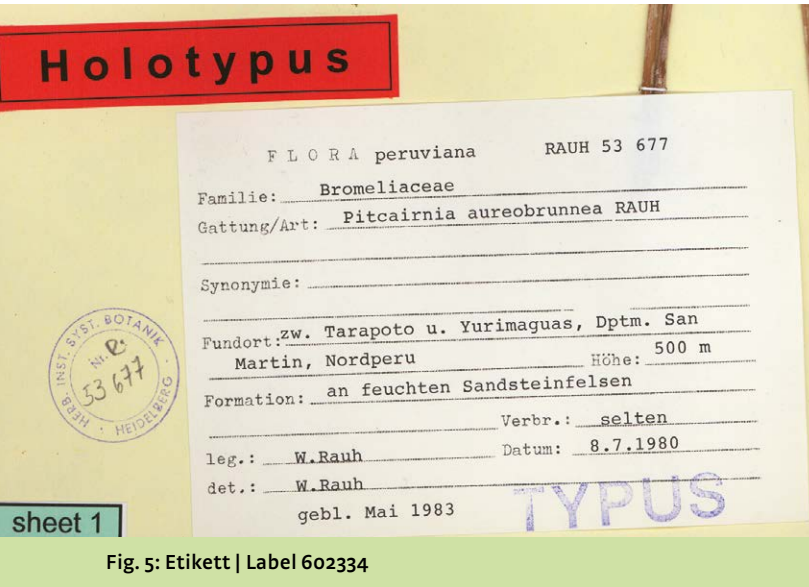 Holotypus
FLORA peruviana RAUH 53 677
Familie: Bromeliaceae
Gattung/Art: Pitcairnia aureobrunnea RAUH
Synonymie:
Fundort: zw. Tarapoto u. Yurimaguas, Dptm. San
Martin, Nordperu Höhe: 500 m
Formation: an feuchten Sandsteinfelsen
Verbr.: selten
leg.: W.Rauh Datum: 8.7.1980
det.: W.Rauh
gebl. Mai 1983
TYPUS
HERB. INST. SYST. BOTANIK · HEIDELBERG ·
Nr. R.
53 677
sheet 1
Fig. 5: Etikett | Label 602334